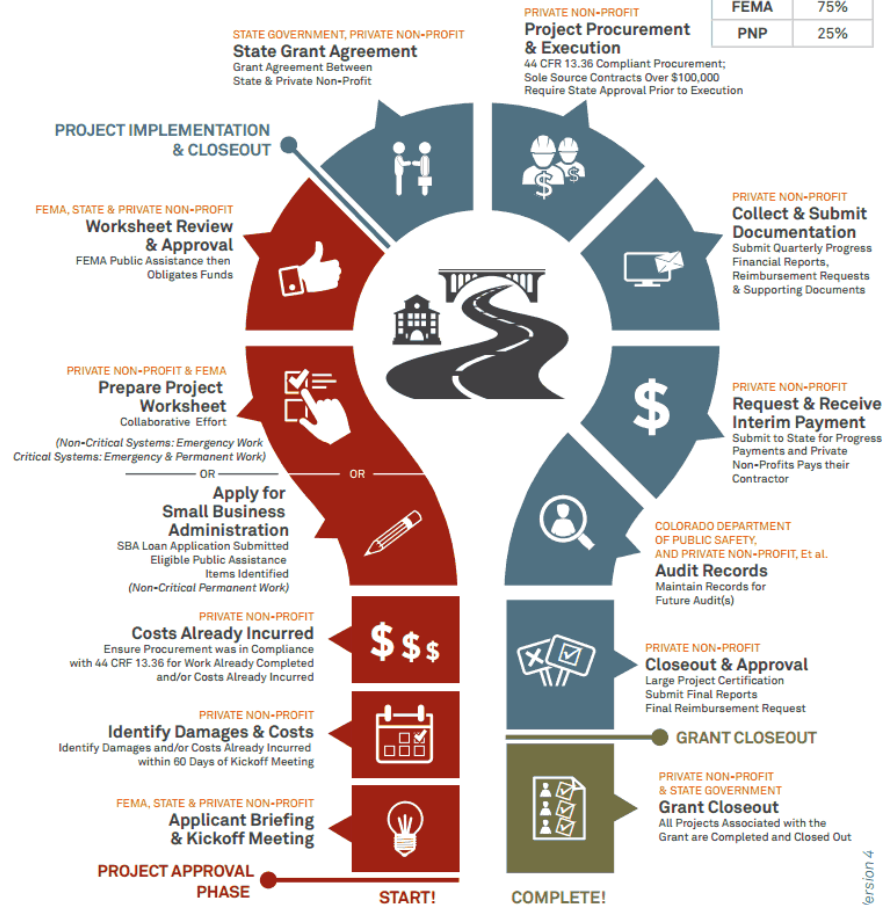 FEMA 75%
PNP 25%
STATE GOVERNMENT, PRIVATE NON-PROFIT
State Grant Agreement
Grant Agreement Between
State & Private Non-Profit
PRIVATE NON-PROFIT
Project Procurement
& Execution
44 CFR 13.36 Compliant Procurement;
Sole Source Contracts Over $100,000
Require State Approval Prior to Execution
PROJECT IMPLEMENTATION
& CLOSEOUT
FEMA, STATE & PRIVATE NON-PROFIT
Worksheet Review
& Approval
FEMA Public Assistance then
Obligates Funds
PRIVATE NON-PROFIT
Collect & Submit
Documentation
Submit Quarterly Progress
Financial Reports,
Reimbursement Requests
& Supporting Documents
PRIVATE NON-PROFIT & FEMA
Prepare Project
Worksheet
Collaborative Effort
(Non-Critical Systems: Emergency Work
Critical Systems: Emergency & Permanent Work)
OR OR
Apply for
Small Business
Administration
SBA Loan Application Submitted
Eligible Public Assistance
Items Identified
(Non-Critical Permanent Work)
$
PRIVATE NON-PROFIT
Request & Receive
Interim Payment
Submit to State for Progress
Payments and Private
Non-Profits Pays their
Contractor
COLORADO DEPARTMENT
OF PUBLIC SAFETY,
AND PRIVATE NON-PROFIT, Et al.
Audit Records
Maintain Records for
Future Audit(s)
PRIVATE NON-PROFIT
Costs Already Incurred
Ensure Procurement was in Compliance
with 44 CRF 13.36 for Work Already Completed
and/or Costs Already Incurred
$ $ $
PRIVATE NON-PROFIT
Closeout & Approval
Large Project Certification
Submit Final Reports
Final Reimbursement Request
PRIVATE NON-PROFIT
Identify Damages & Costs
Identify Damages and/or Costs Already Incurred
within 60 Days of Kickoff Meeting
GRANT CLOSEOUT
FEMA, STATE & PRIVATE NON-PROFIT
Applicant Briefing
& Kickoff Meeting
PRIVATE NON-PROFIT
& STATE GOVERNMENT
Grant Closeout
All Projects Associated with the
Grant are Completed and Closed Out
PROJECT APPROVAL
PHASE
START!
COMPLETE!
Version 4